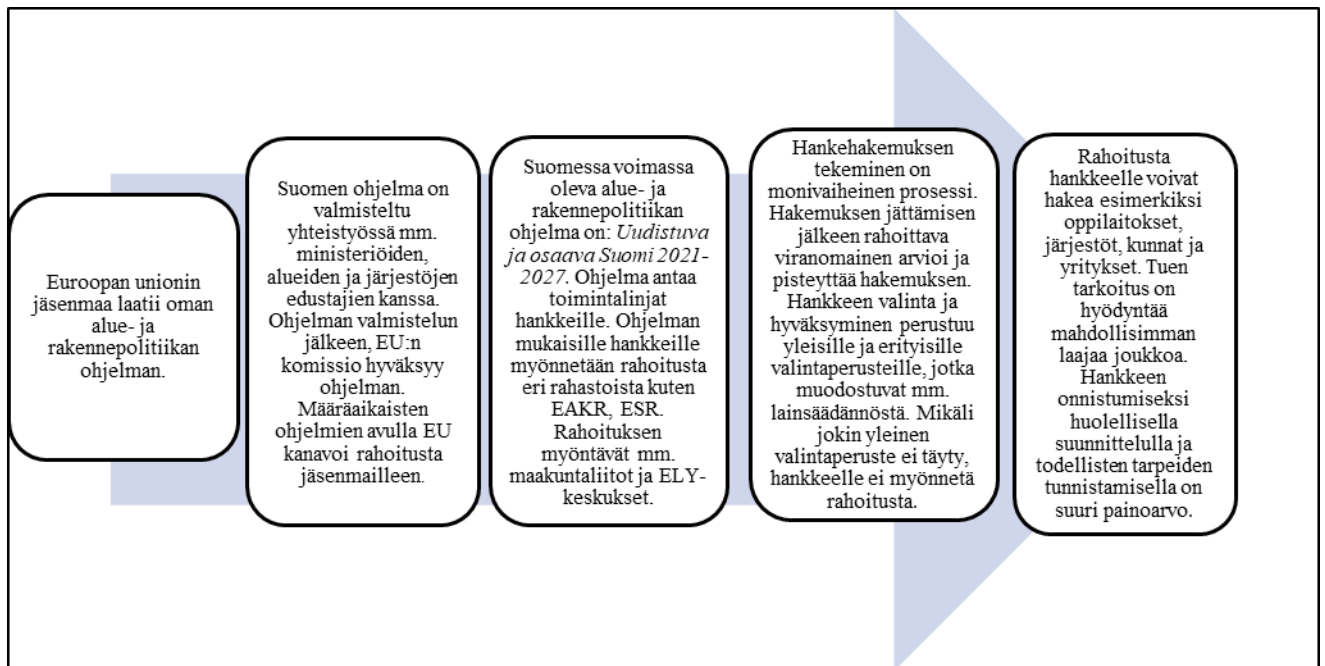 Euroopan unionin
jäsenmaa laatii oman
alue- ja
rakennepolitiikan
ohjelman.
Suomen ohjelma on
valmisteltu
yhteistyössä mm.
ministeriöiden,
alueiden ja järjestöjen
edustajien kanssa.
Ohjelman valmistelun
jälkeen, EU:n
komissio hyväksyy
ohjelman.
Määräaikaisten
ohjelmien avulla EU
kanavoi rahoitusta
jäsenmailleen.
Suomessa voimassa
oleva alue- ja
rakennepolitiikan
ohjelma on: Uudistuva
ja osaava Suomi 2021-
2027. Ohjelma antaa
toimintalinjat
hankkeille. Ohjelman
mukaisille hankkeille
myönnetään rahoitusta
eri rahastoista kuten
EAKR, ESR.
Rahoituksen
myöntävät mm.
maakuntaliitot ja ELY-
keskukset.
Hankehakemuksen
tekeminen on
monivaiheinen prosessi.
Hakemuksen jättämisen
jälkeen rahoittava
viranomainen arvioi ja
pisteyttää hakemuksen.
Hankkeen valinta ja
hyväksyminen perustuu
yleisille ja erityisille
valintaperusteille, jotka
muodostuvat mm.
lainsäädännöstä. Mikäli
jokin yleinen
valintaperuste ei täyty,
hankkeelle ei myönnetä
rahoitusta.
Rahoitusta
hankkeelle voivat
hakea esimerkiksi
oppilaitokset,
järjestöt, kunnat ja
yritykset. Tuen
tarkoitus on
hyödyntää
mahdollisimman
laajaa joukkoa.
Hankkeen
onnistumiseksi
huolellisella
suunnittelulla ja
todellisten tarpeiden
tunnistamisella on
suuri painoarvo.